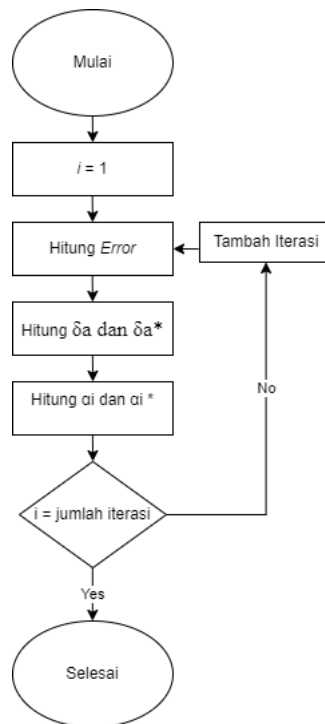 Mulai
i = 1
Hitung Error
Tambah Iterasi
Hitung δa dan δa*
Hitung αi dan αi *
No
i = jumlah iterasi
Yes
Selesai